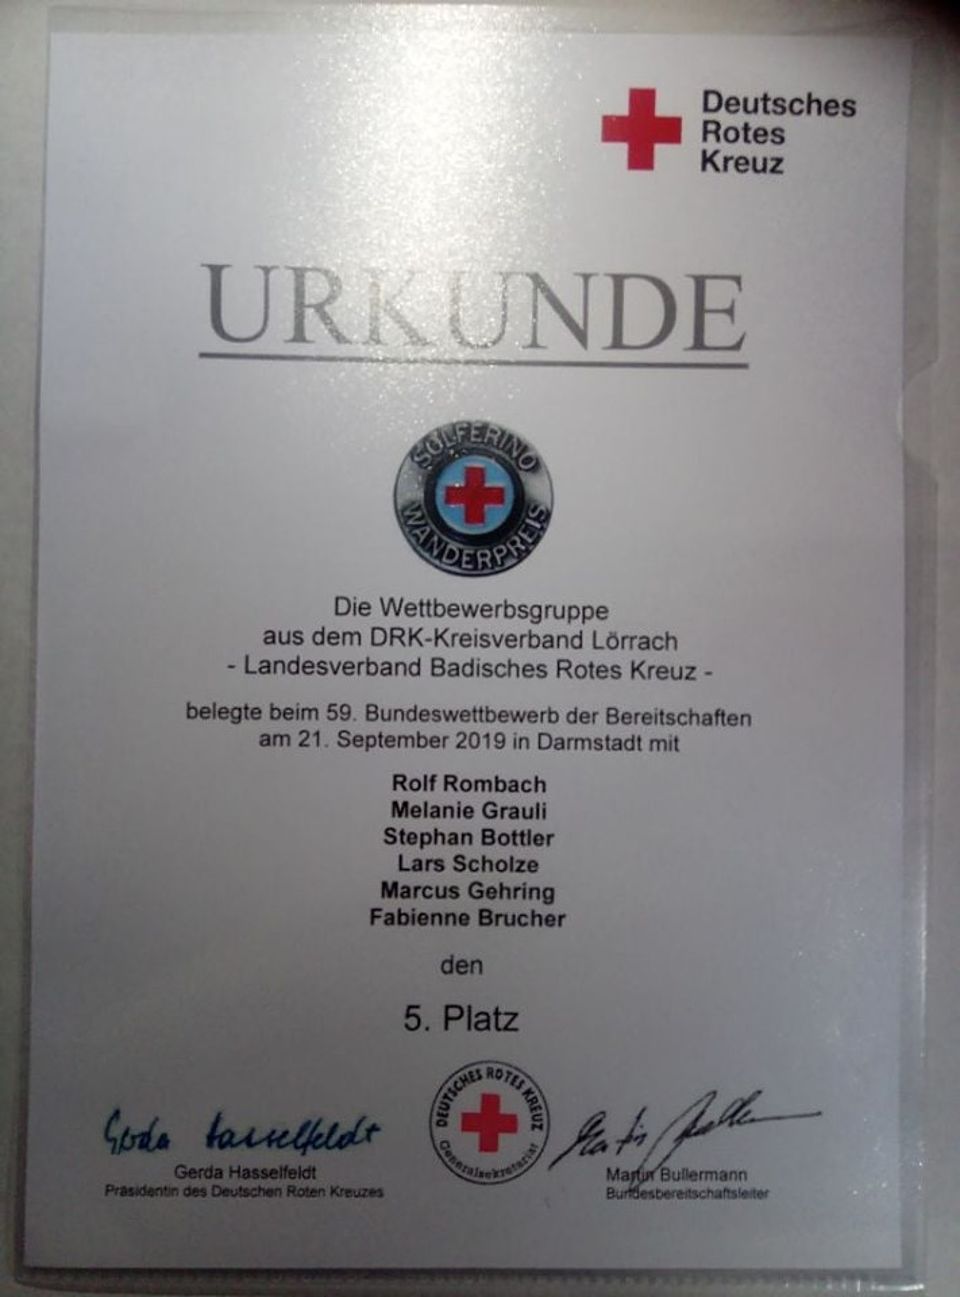 Deutsches
Rotes
Kreuz
URKUNDE
SOLFERINO
WANDERPREIS
Die Wettbewerbsgruppe
aus dem DRK-Kreisverband Lörrach
- Landesverband Badisches Rotes Kreuz -
belegte beim 59. Bundeswettbewerb der Bereitschaften
am 21. September 2019 in Darmstadt mit
Rolf Rombach
Melanie Grauli
Stephan Bottler
Lars Scholze
Marcus Gehring
Fabienne Brucher
den
5. Platz
DEUTSCHES ROTES KREUZ
Generalsekretariat
Gerda Hasselfeldt
Gerda Hasselfeldt
Präsidentin des Deutschen Roten Kreuzes
Martin Bullermann
Bundesbereitschaftsleiter